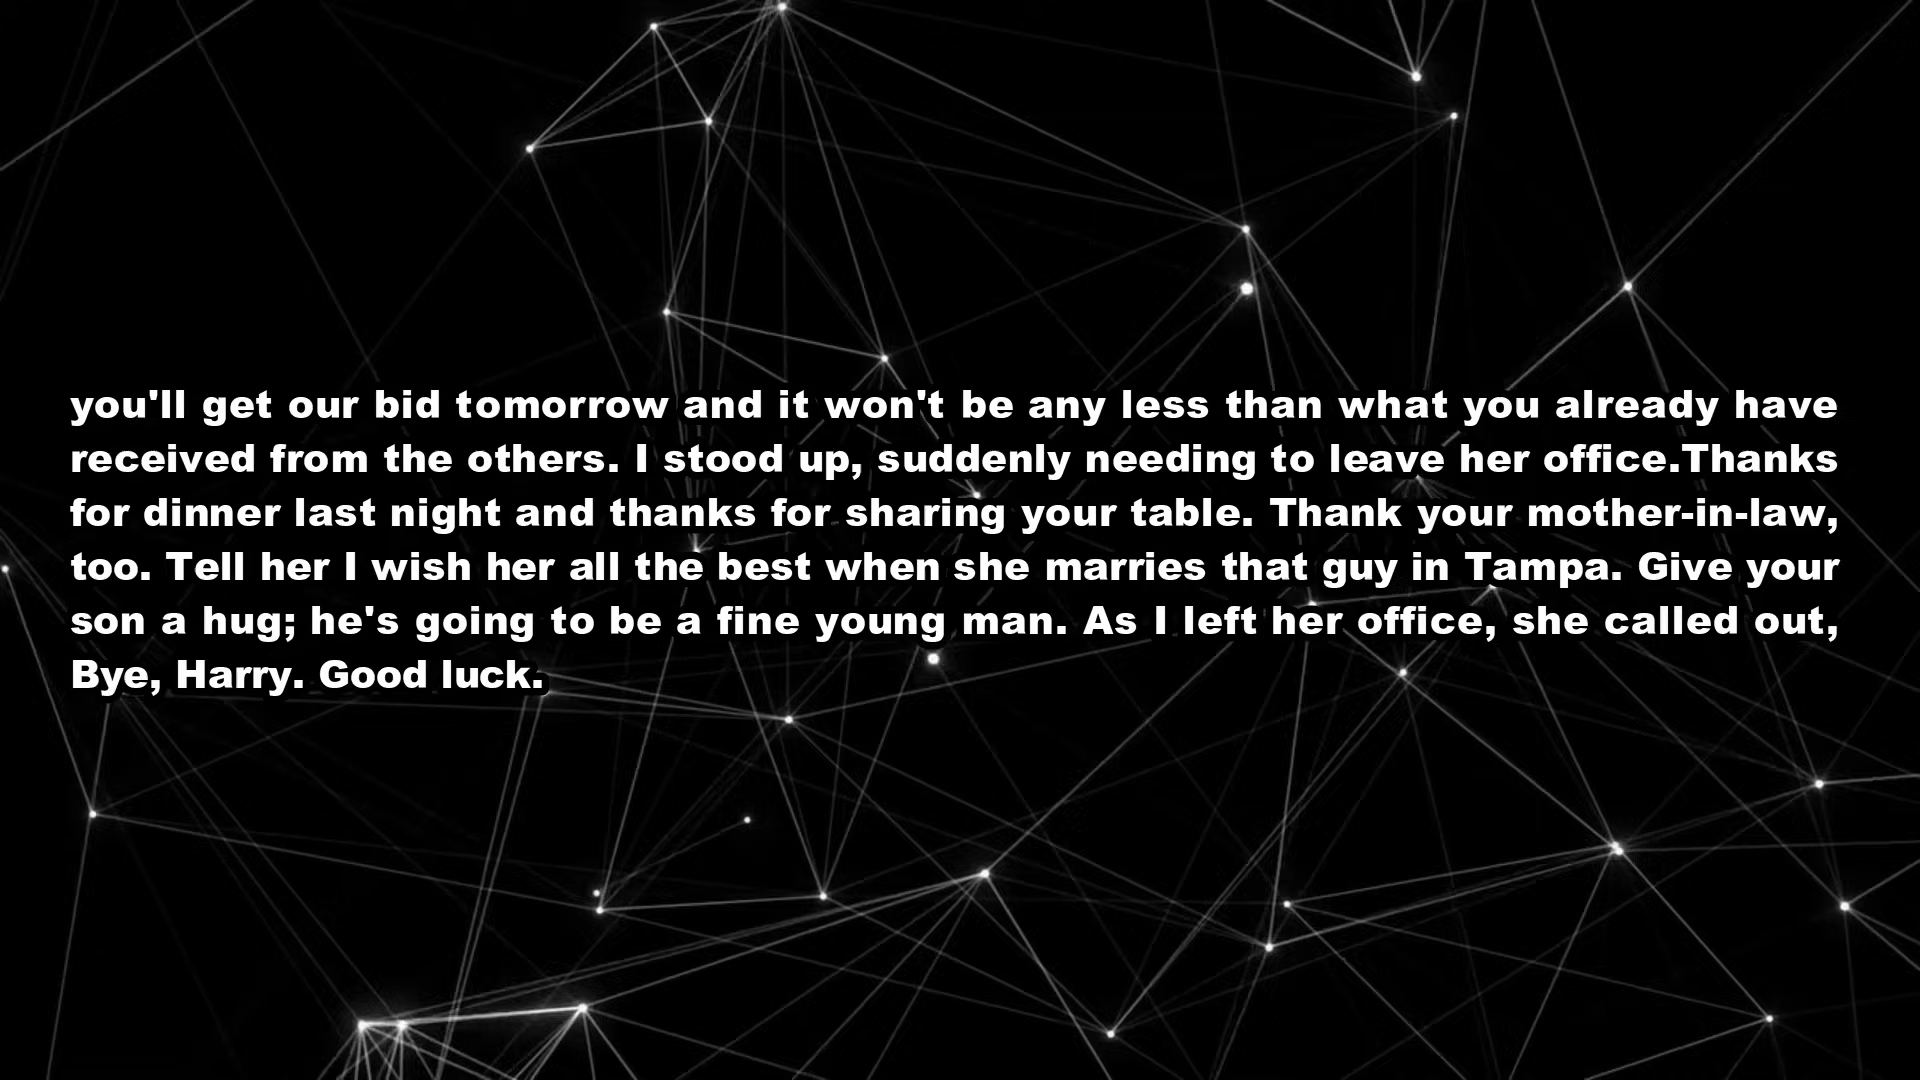 you'll get our bid tomorrow and it won't be any less than what you already have
received from the others. I stood up, suddenly needing to leave her office.Thanks
for dinner last night and thanks for sharing your table. Thank your mother-in-law,
too. Tell her I wish her all the best when she marries that guy in Tampa. Give your
son a hug; he's going to be a fine young man. As I left her office, she called out,
Bye, Harry. Good luck.